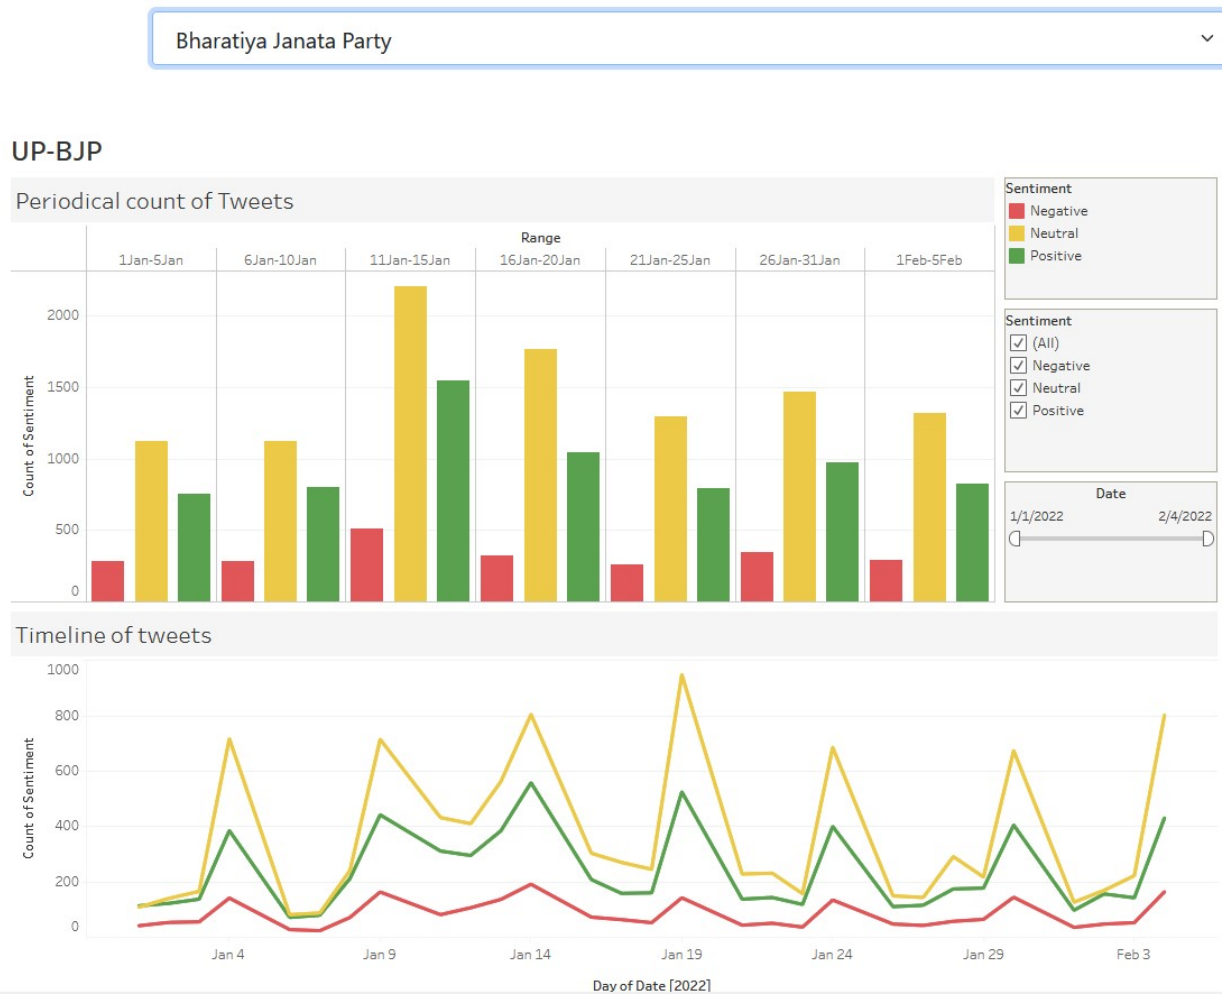 Bharatiya Janata Party
UP-BJP
Periodical count of Tweets
Range
1Jan-5Jan 6Jan-10Jan 11Jan-15Jan 16Jan-20Jan 21Jan-25Jan 26Jan-31Jan 1Feb-5Feb
2000
1500
1000
500
0
Count of Sentiment
Sentiment
Negative
Neutral
Positive
Sentiment
(All)
Negative
Neutral
Positive
Date
1/1/2022 2/4/2022
Timeline of tweets
1000
800
600
400
200
0
Count of Sentiment
Jan 4 Jan 9 Jan 14 Jan 19 Jan 24 Jan 29 Feb 3
Day of Date [2022]